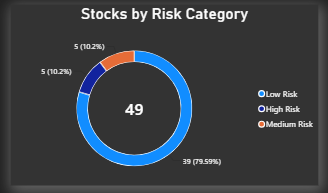 Stocks by Risk Category
5 (10.2%)
5 (10.2%)
49
Low Risk
High Risk
Medium Risk
39 (79.59%)